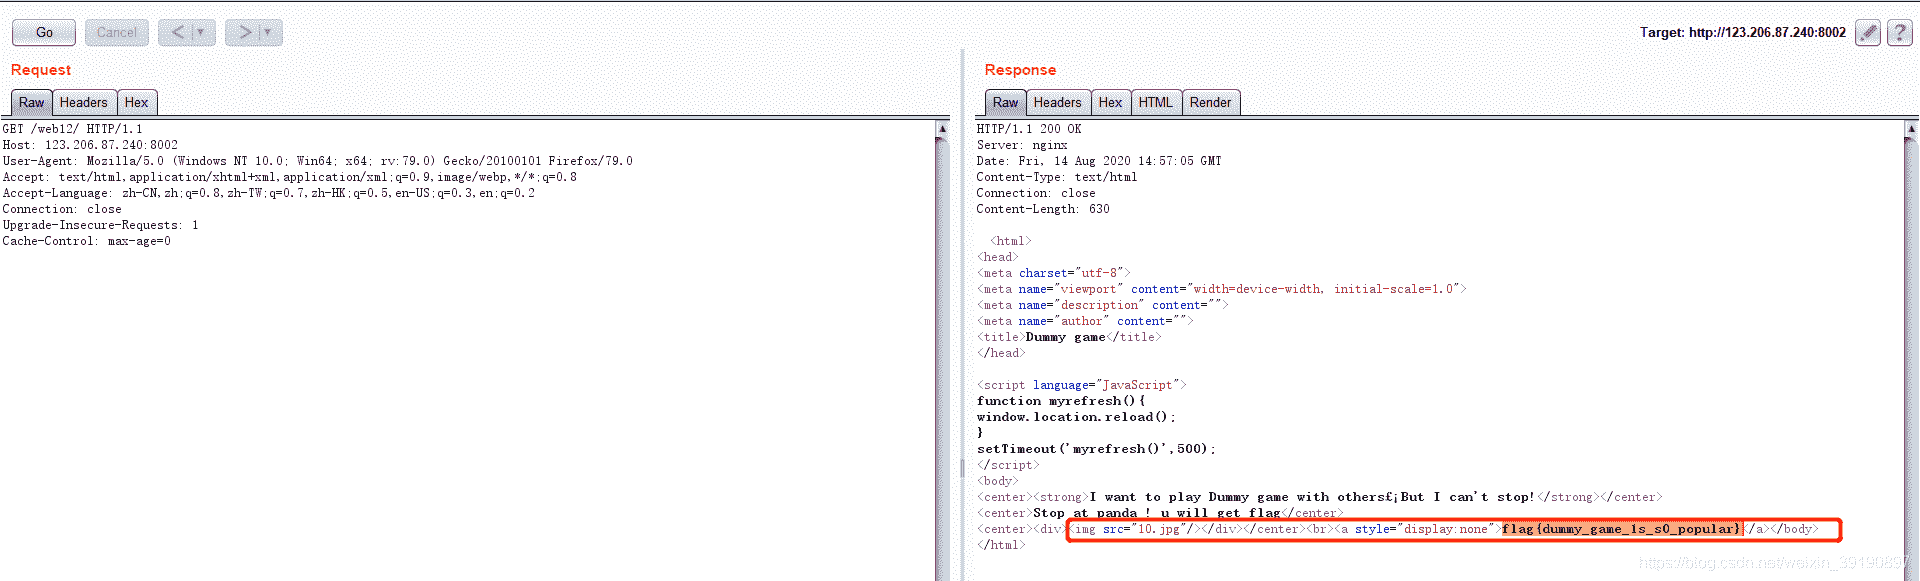 Go
Cancel
<
>
Target: http://123.206.87.240:8002
?
Request
Raw
Headers
Hex
GET /web12/ HTTP/1.1
Host: 123.206.87.240:8002
User-Agent: Mozilla/5.0 (Windows NT 10.0; Win64; x64; rv:79.0) Gecko/20100101 Firefox/79.0
Accept: text/html,application/xhtml+xml,application/xml;q=0.9,image/webp,*/*;q=0.8
Accept-Language: zh-CN,zh;q=0.8,zh-TW;q=0.7,zh-HK;q=0.5,en-US;q=0.3,en;q=0.2
Connection: close
Upgrade-Insecure-Requests: 1
Cache-Control: max-age=0
Response
Raw
Headers
Hex
HTML
Render
HTTP/1.1 200 OK
Server: nginx
Date: Fri, 14 Aug 2020 14:57:05 GMT
Content-Type: text/html
Connection: close
Content-Length: 630
<html>
<head>
<meta charset="utf-8">
<meta name="viewport" content="width=device-width, initial-scale=1.0">
<meta name="description" content="">
<meta name="author" content="">
<title>Dummy game</title>
</head>
<script language="JavaScript">
function myrefresh(){
window.location.reload();
}
setTimeout('myrefresh()',500);
</script>
<body>
<center><strong>I want to play Dummy game with others£¡But I can't stop!</strong></center>
<center>Stop at panda ! u will get flag</center>
<center><div><img src="10.jpg"/></div></center><br><a style="display:none">flag{dummy_game_1s_s0_popular}</a></body>
</html>
https://blog.csdn.net/weixin_39190897